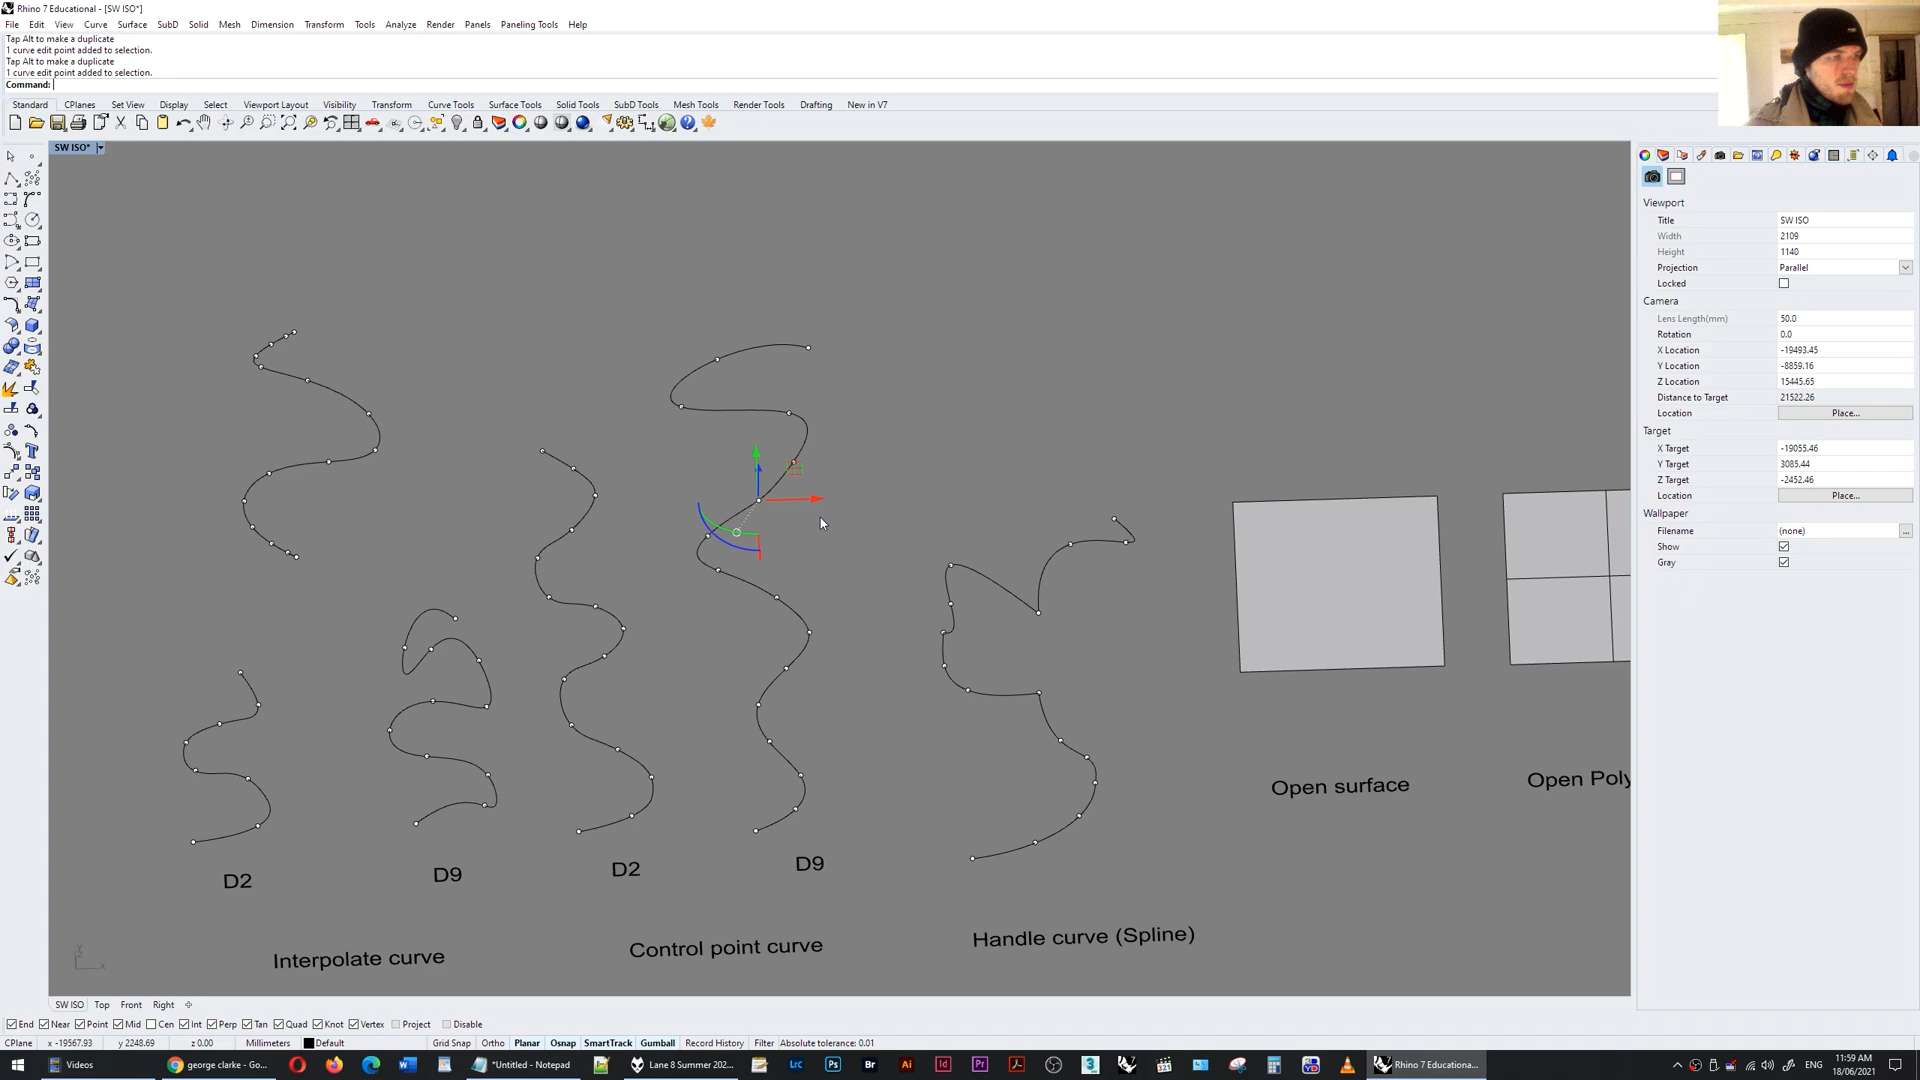 Rhino 7 Educational - [SW ISO*]
File Edit View Curve Surface SubD Solid Mesh Dimension Transform Tools Analyze Render Panels Paneling Tools Help
Tap Alt to make a duplicate
1 curve edit point added to selection.
Tap Alt to make a duplicate
1 curve edit point added to selection.
Command:
Standard CPlanes Set View Display Select Viewport Layout Visibility Transform Curve Tools Surface Tools Solid Tools SubD Tools Mesh Tools Render Tools Drafting New in V7
SW ISO*
Viewport
Title SW ISO
Width 2109
Height 1140
Projection Parallel
Locked
Camera
Lens Length(mm) 50.0
Rotation 0.0
X Location -19493.45
Y Location -8859.16
Z Location 15445.65
Distance to Target 21522.26
Location Place...
Target
X Target -19055.46
Y Target 3085.44
Z Target -2452.46
Location Place...
Wallpaper
Filename (none) ...
Show
Gray
Open surface
Open Poly
D2
D9
D2
D9
Interpolate curve
Control point curve
Handle curve (Spline)
y
z
x
SW ISO Top Front Right
End Near Point Mid Cen Int Perp Tan Quad Knot Vertex Project Disable
CPlane x -19567.93 y 2248.69 z 0.00 Millimeters Default Grid Snap Ortho Planar Osnap SmartTrack Gumball Record History Filter Absolute tolerance: 0.01
Videos
george clarke - Go...
*Untitled - Notepad
Lane 8 Summer 202...
Lrc
Ps
Br
Ai
Id
Pr
3
Rhino 7 Educationa...
ENG
11:59 AM
18/06/2021